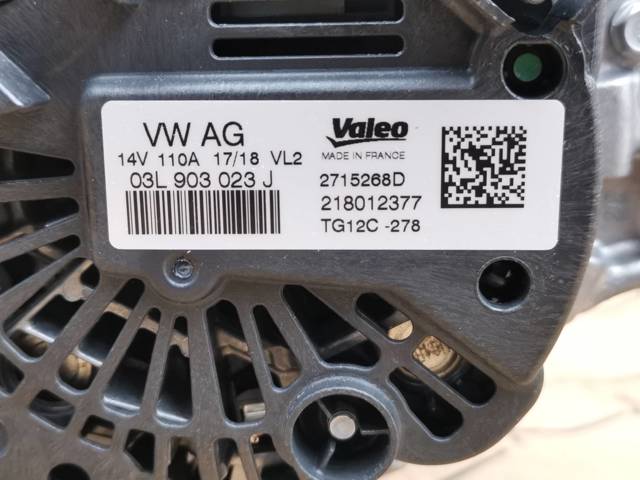 VW AG
14V 110A 17/18 VL2
03L 903 023 J
Valeo
MADE IN FRANCE
2715268D
218012377
TG12C -278